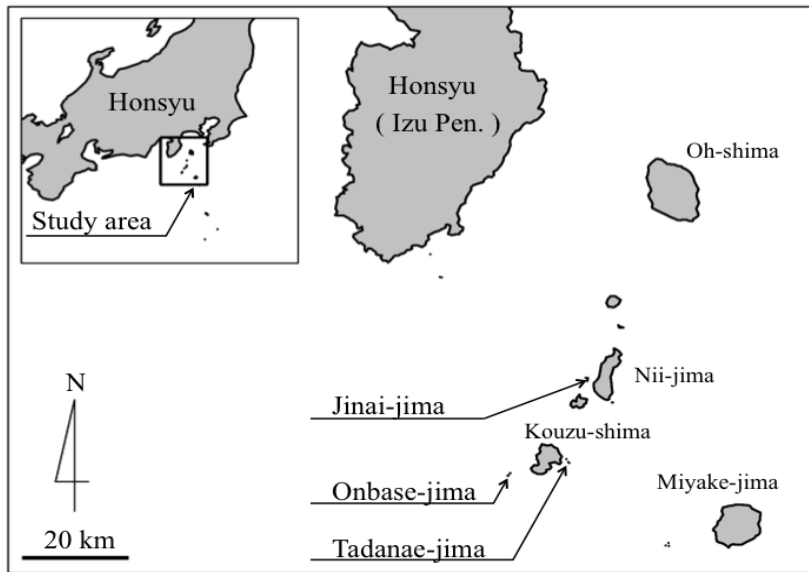 Honsyu
Study area
Honsyu
( Izu Pen. )
Oh-shima
Nii-jima
Jinai-jima
Kouzu-shima
Onbase-jima
Miyake-jima
Tadanae-jima
N
20 km